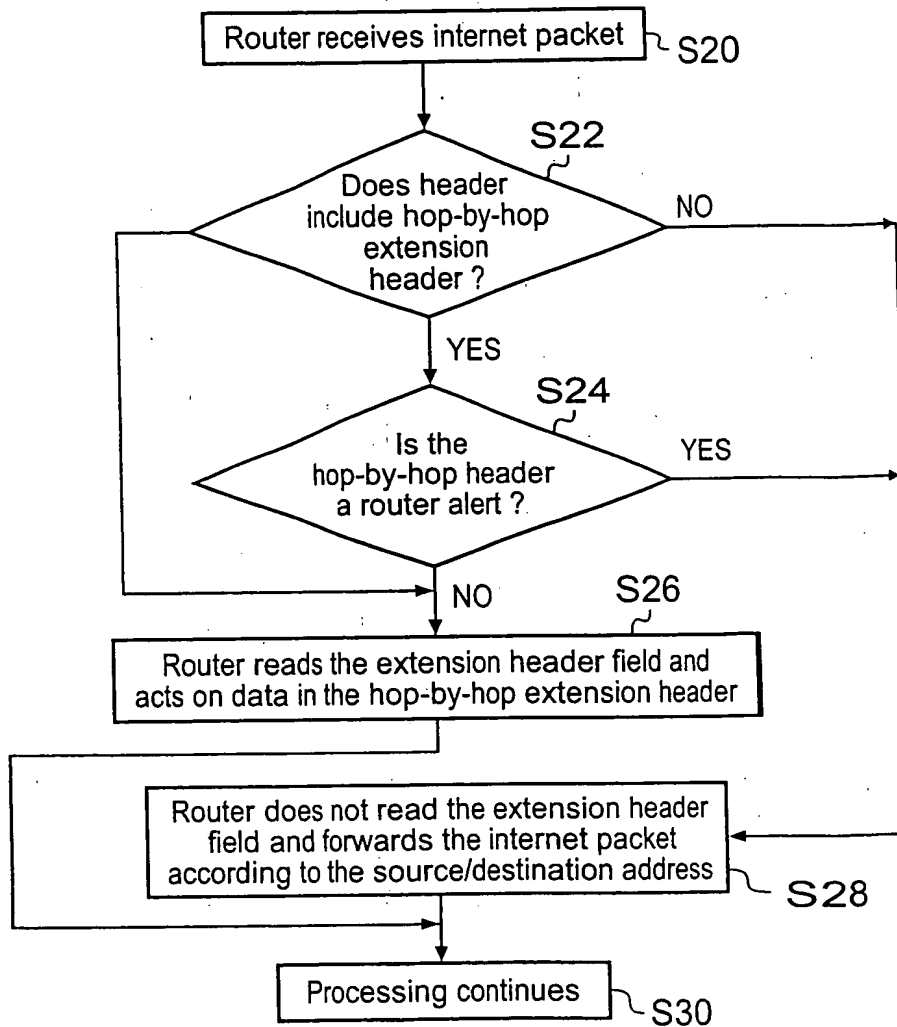 Router receives internet packet
S20
S22
Does header
include hop-by-hop
extension
header ?
NO
YES
S24
Is the
hop-by-hop header
a router alert ?
YES
NO
S26
Router reads the extension header field and
acts on data in the hop-by-hop extension header
Router does not read the extension header
field and forwards the internet packet
according to the source/destination address
S28
Processing continues
S30